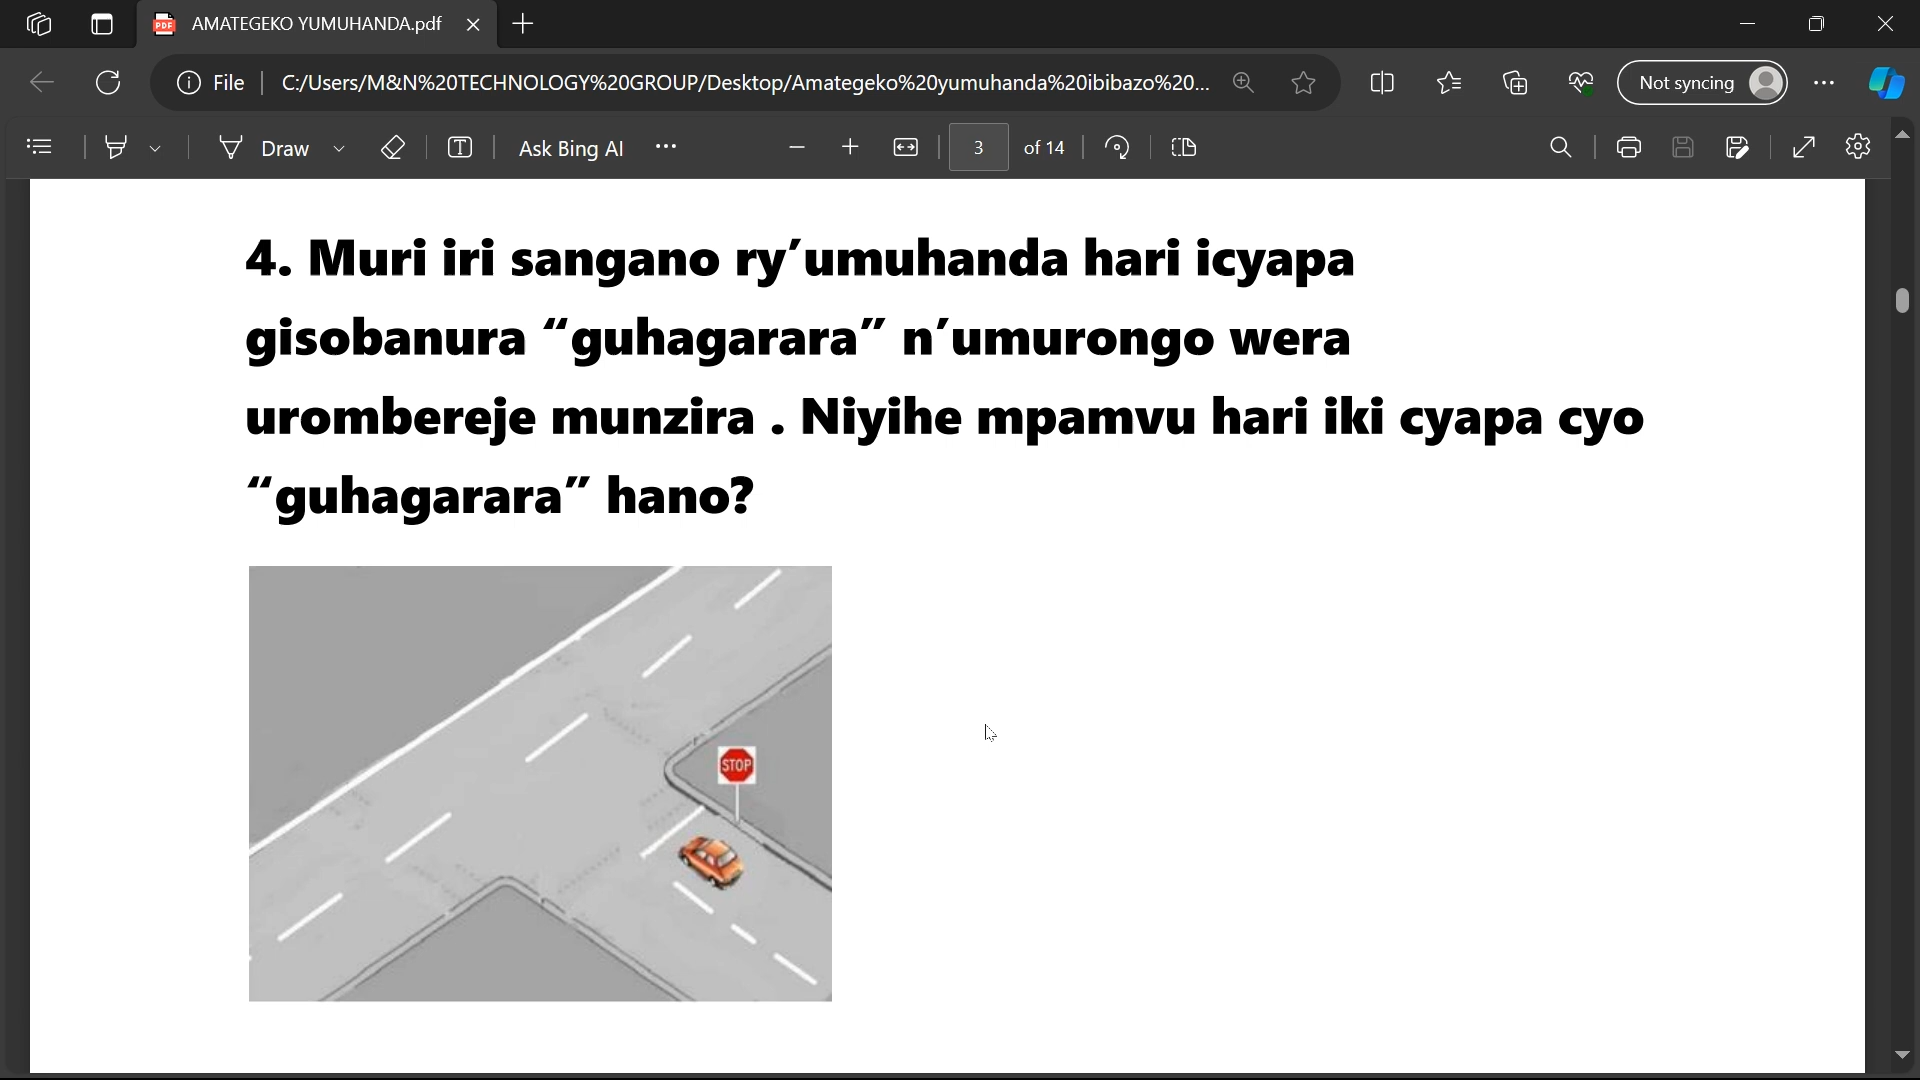 AMATEGEKO YUMUHANDA.pdf
File
C:/Users/M&N%20TECHNOLOGY%20GROUP/Desktop/Amategeko%20yumuhanda%20ibibazo%20...
Not syncing
Draw
Ask Bing AI
3 of 14
4. Muri iri sangano ry’umuhanda hari icyapa
gisobanura “guhagarara” n’umurongo wera
urombereje munzira . Niyihe mpamvu hari iki cyapa cyo
“guhagarara” hano?
STOP